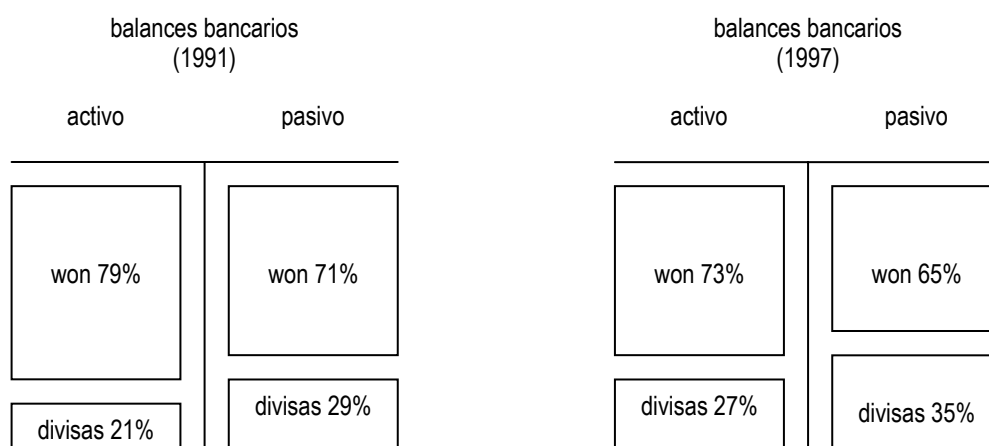 balances bancarios
(1991)
activo
pasivo
won 79%
won 71%
divisas 21%
divisas 29%
balances bancarios
(1997)
activo
pasivo
won 73%
won 65%
divisas 27%
divisas 35%